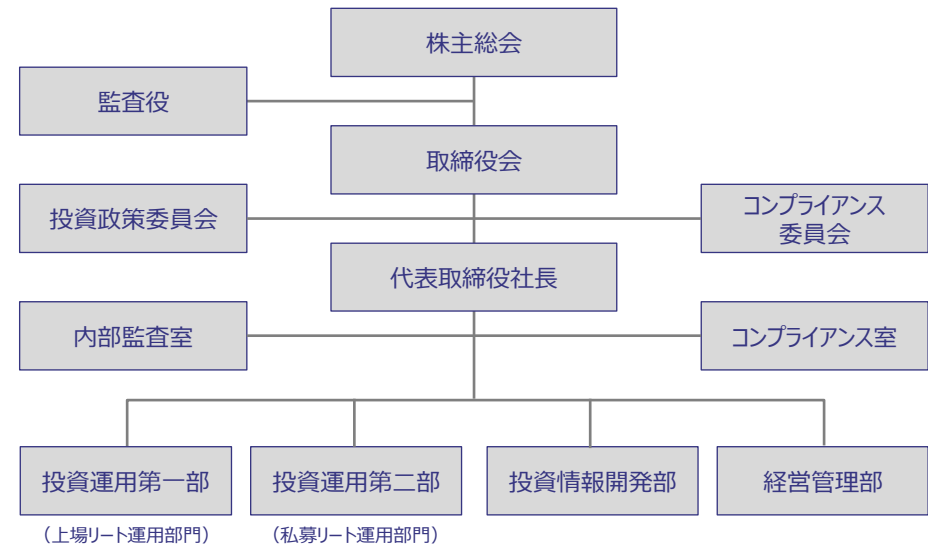 株主総会
監査役
取締役会
投資政策委員会
コンプライアンス
委員会
代表取締役社長
内部監査室
コンプライアンス室
投資運用第一部
投資運用第二部
投資情報開発部
経営管理部
（上場リート運用部門）
（私募リート運用部門）